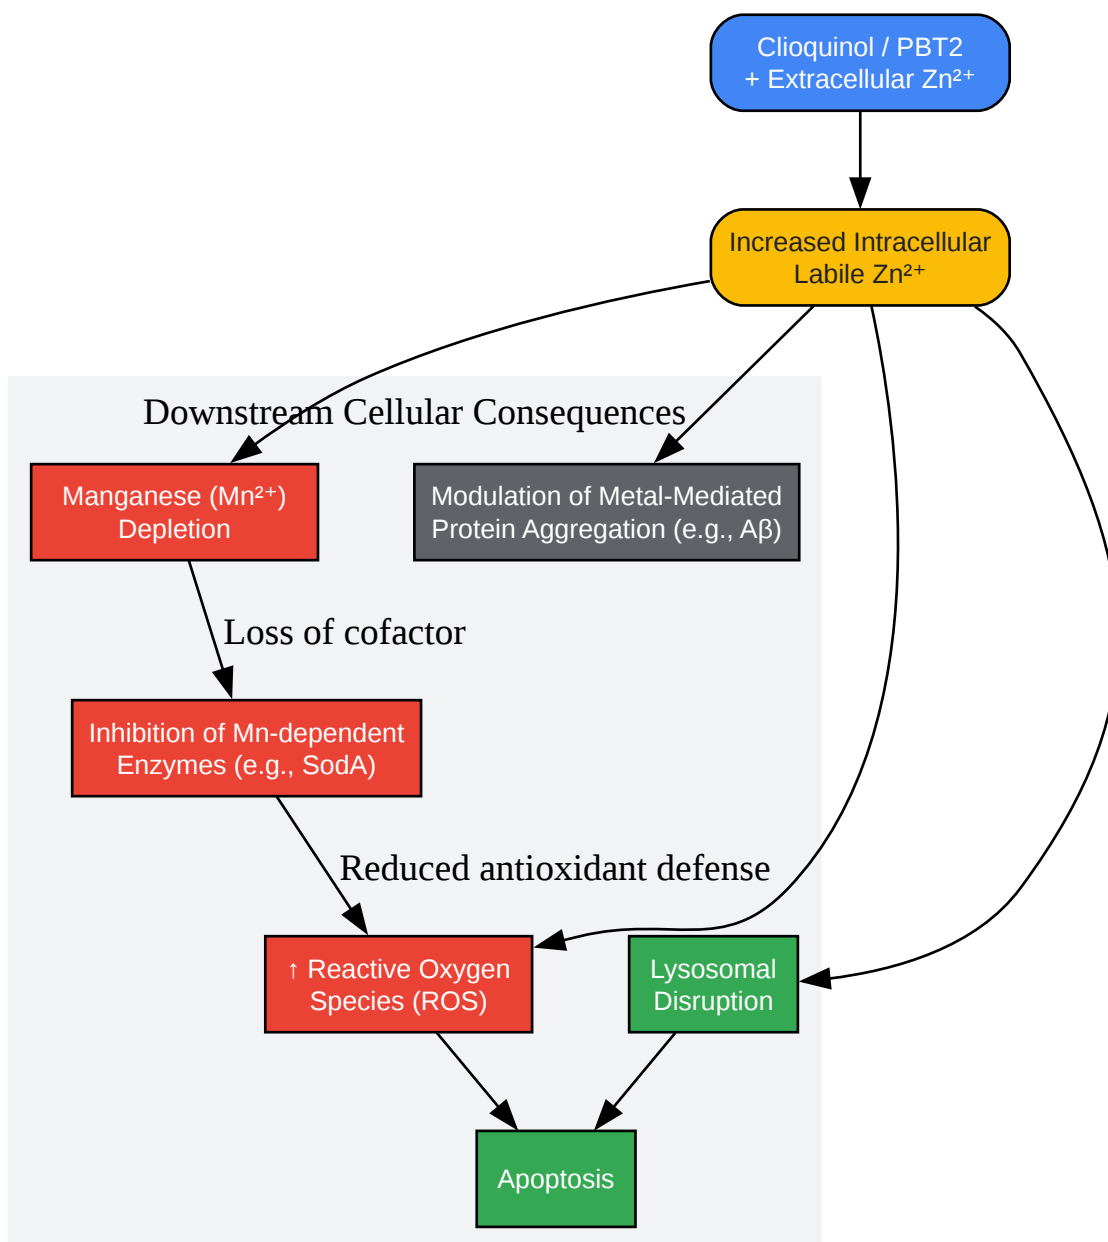 Clioquinol / PBT2
+ Extracellular Zn²⁺
Increased Intracellular
Labile Zn²⁺
Downstream Cellular Consequences
Manganese (Mn²⁺)
Depletion
Modulation of Metal-Mediated
Protein Aggregation (e.g., Aβ)
Loss of cofactor
Inhibition of Mn-dependent
Enzymes (e.g., SodA)
Reduced antioxidant defense
↑ Reactive Oxygen
Species (ROS)
Lysosomal
Disruption
Apoptosis